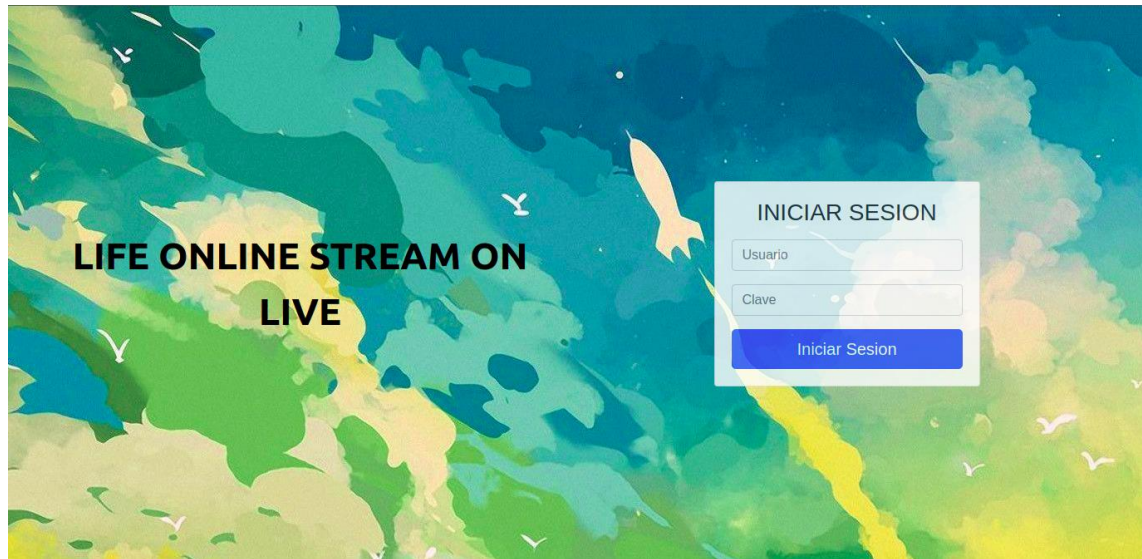 LIFE ONLINE STREAM ON
LIVE
INICIAR SESION
Usuario
Clave
Iniciar Sesion